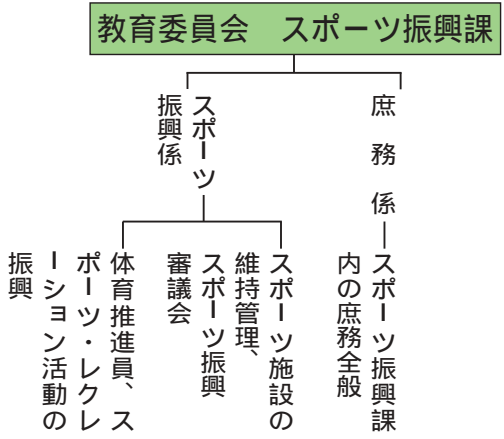 教育委員会　スポーツ振興課
庶務係
スポーツ振興課
内の庶務全般
スポーツ
振興係
スポーツ施設の
維持管理、
スポーツ振興
審議会
体育推進員、ス
ポーツ・レクレ
ーション活動の
振興